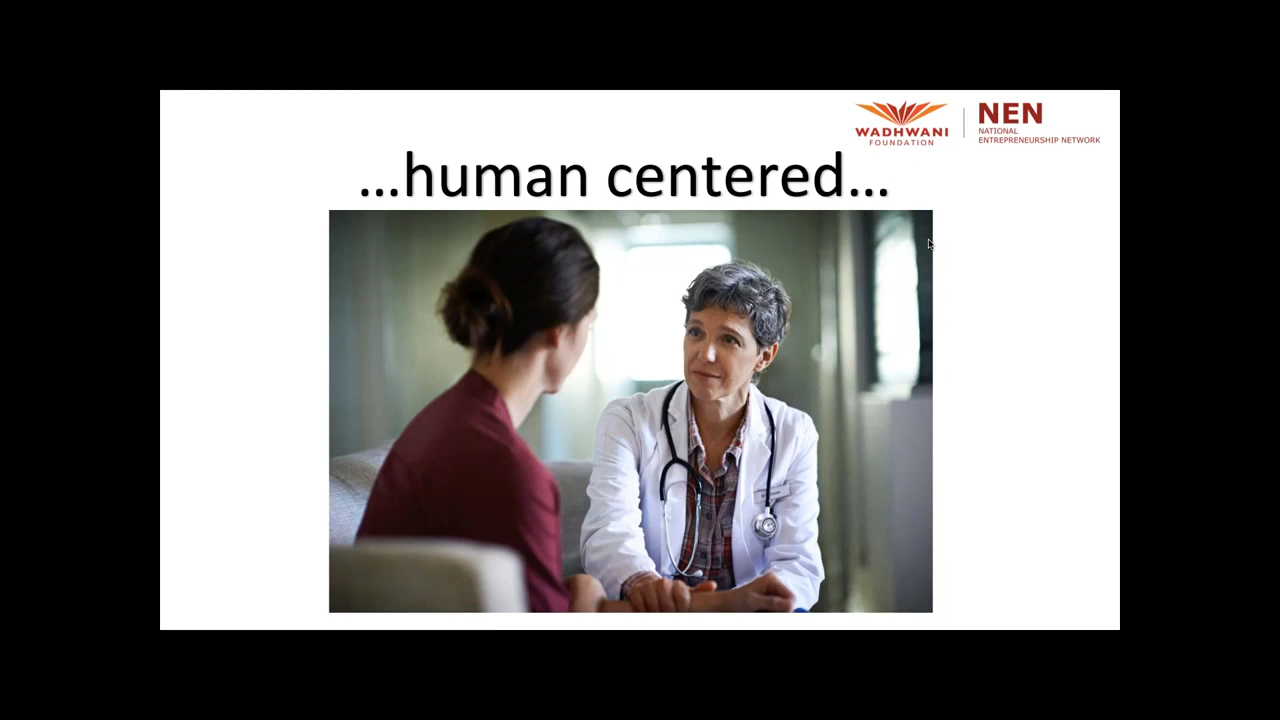 WADHWANI
FOUNDATION
NEN
NATIONAL
ENTREPRENEURSHIP NETWORK
...human centered...